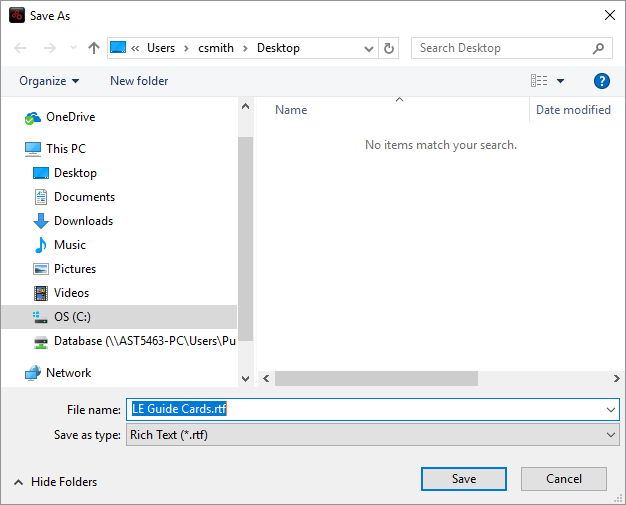 Save As
« Users › csmith › Desktop
Search Desktop
Organize
New folder
?
OneDrive
This PC
Desktop
Documents
Downloads
Music
Pictures
Videos
OS (C:)
Database (\\AST5463-PC\Users\Pu
Network
Name
Date modified
No items match your search.
File name: LE Guide Cards.rtf
Save as type: Rich Text (*.rtf)
Hide Folders
Save
Cancel